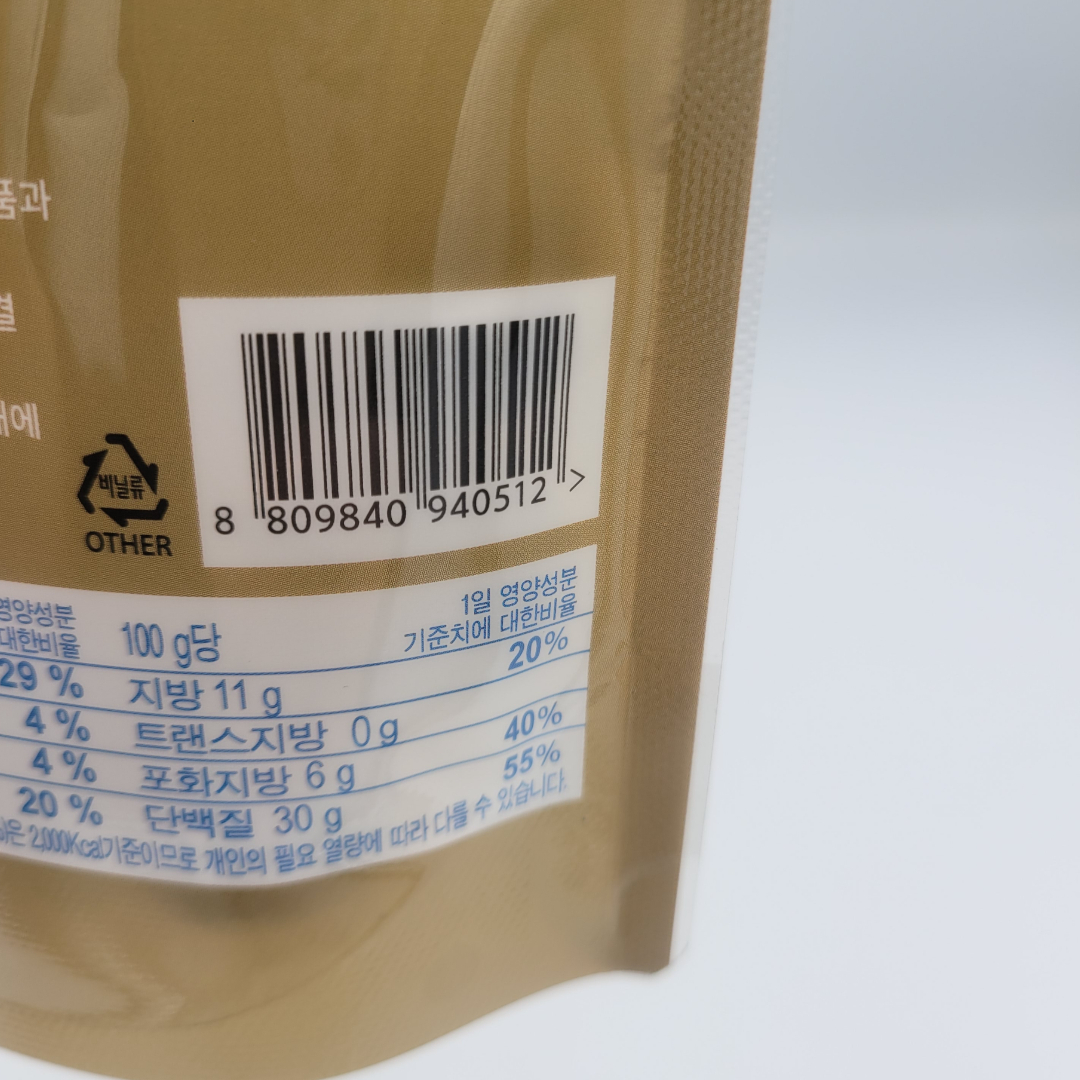 품과
결
해에
비닐류
OTHER
8 809840 940512 >
영양성분
대한비율
100 g당
1일 영양성분
기준치에 대한비율
29 % 지방 11 g 20%
4 % 트랜스지방 0 g
4 % 포화지방 6 g 40%
20 % 단백질 30 g 55%
은 2,000Kcal기준이므로 개인의 필요 열량에 따라 다를 수 있습니다.